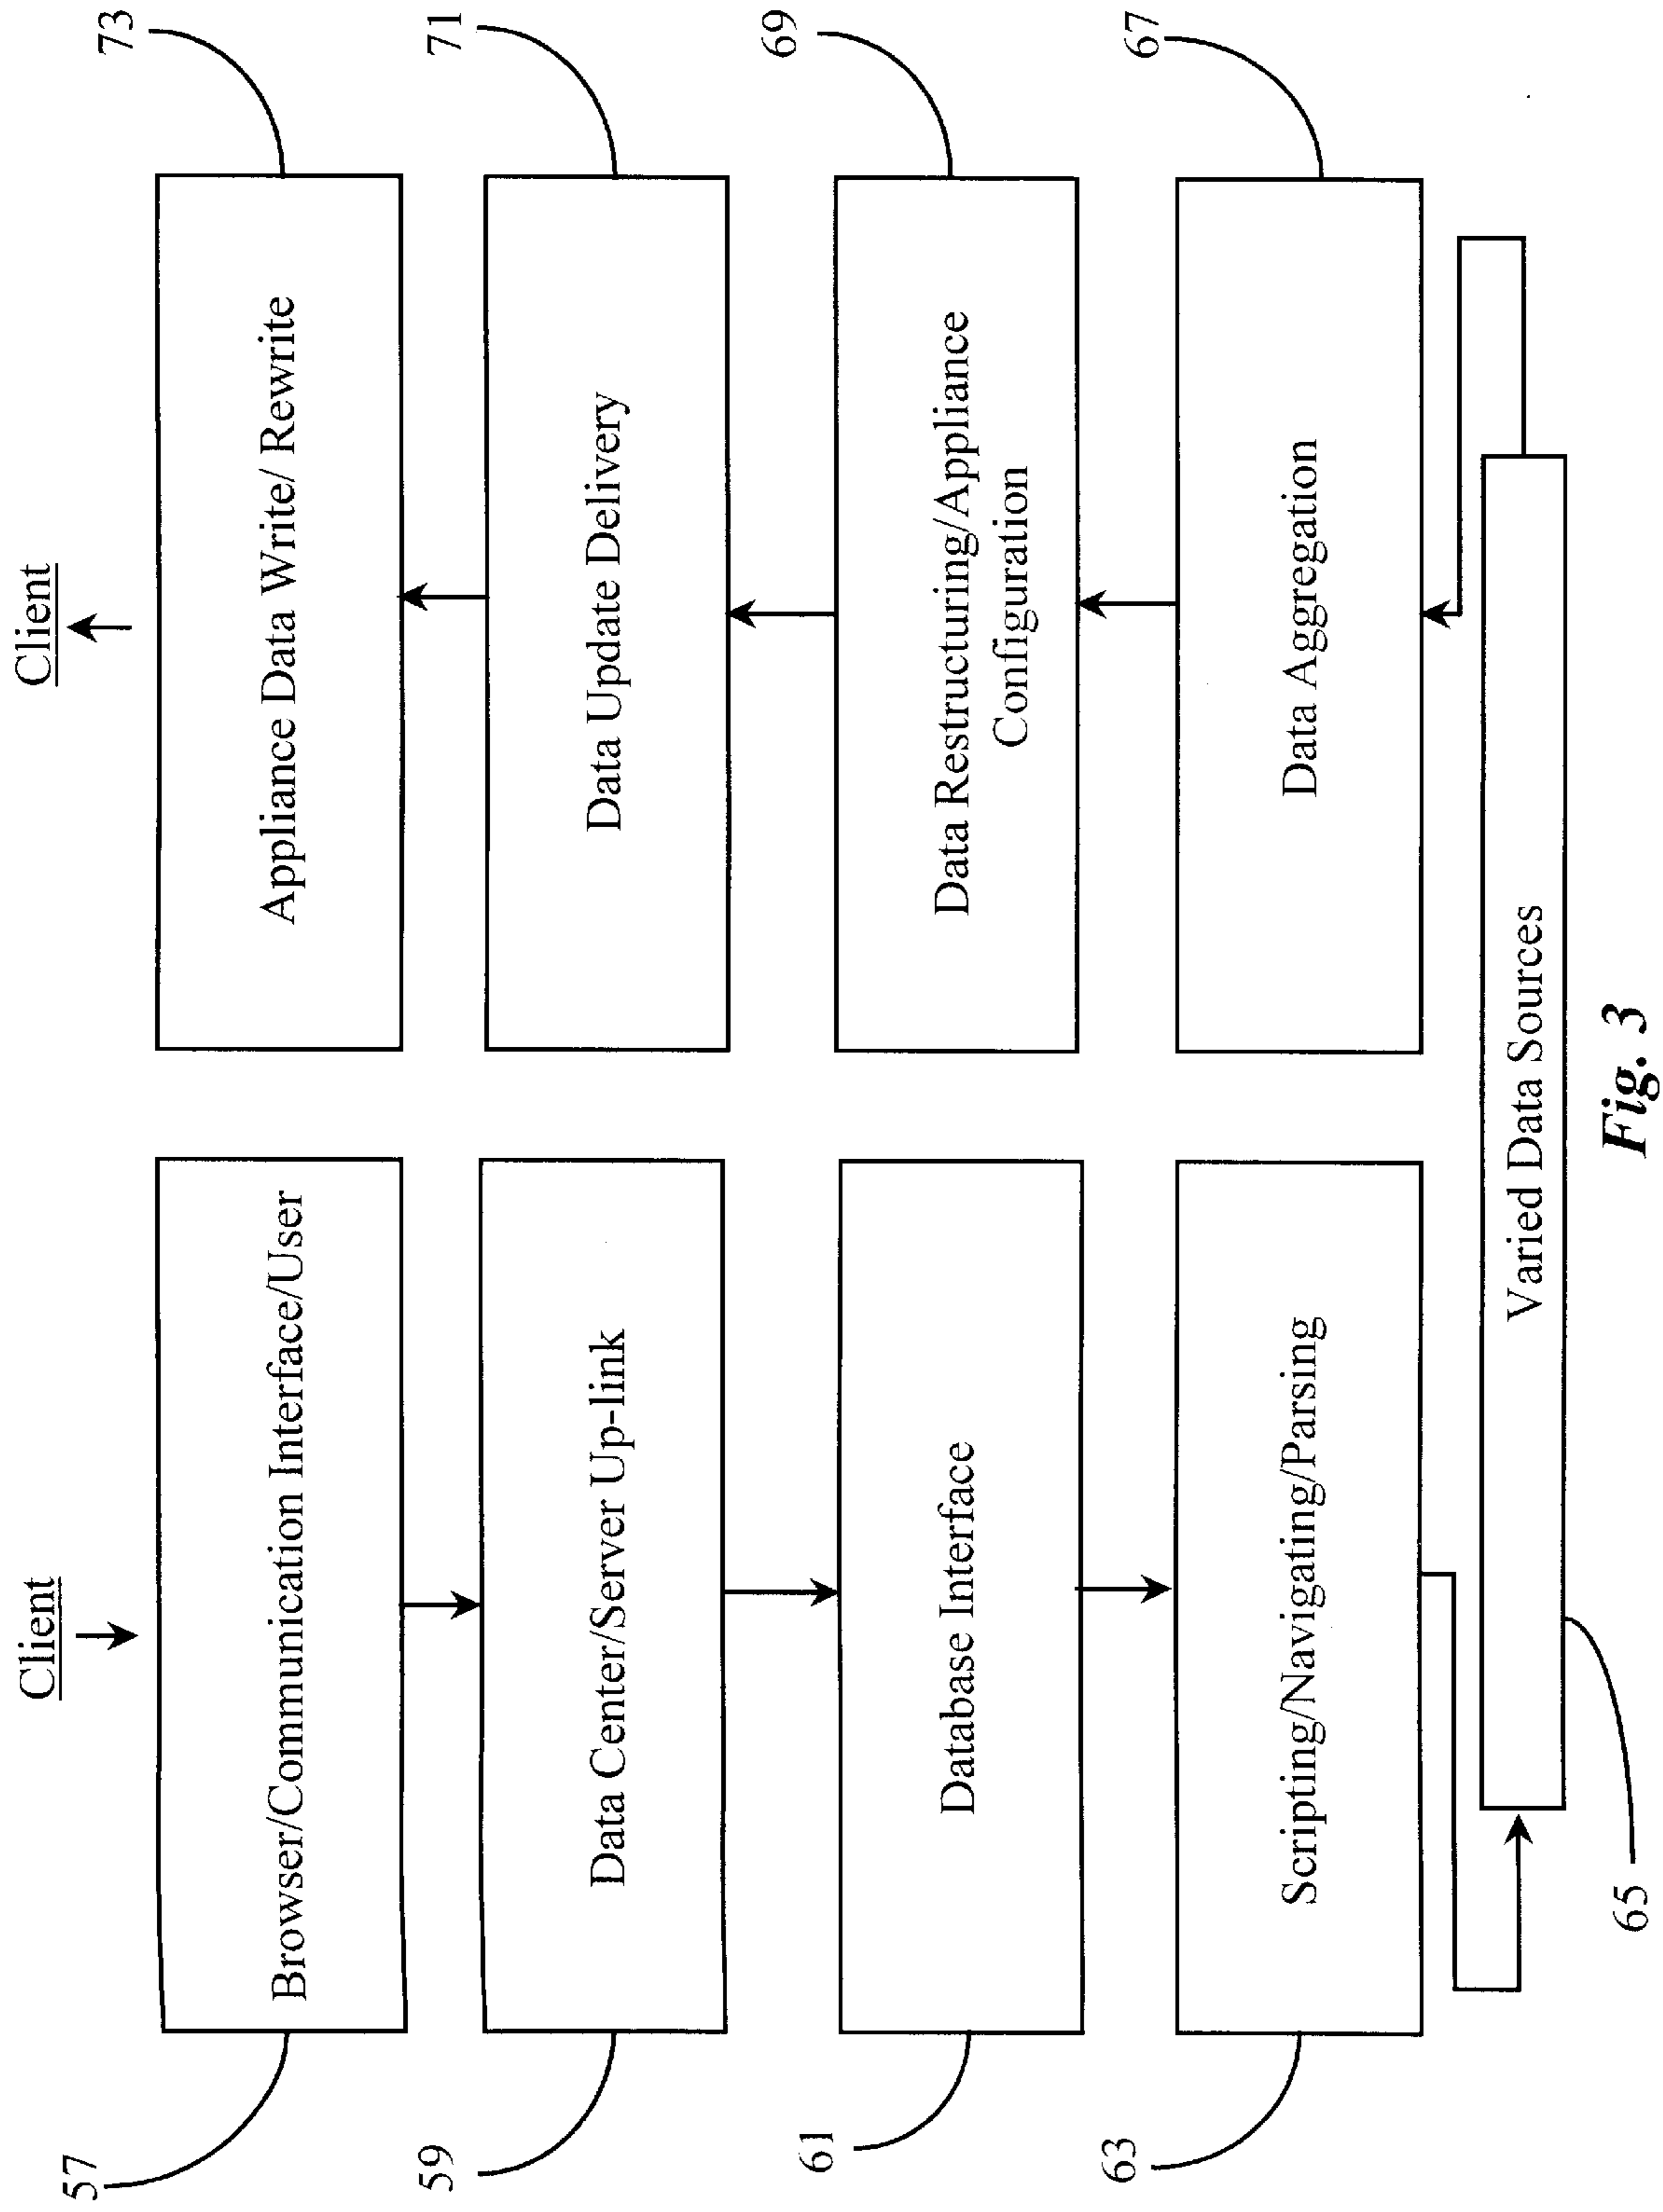 Client
Client
57
Browser/Communication Interface/User
Appliance Data Write/ Rewrite
73
59
Data Center/Server Up-link
Data Update Delivery
71
61
Database Interface
Data Restructuring/Appliance
Configuration
69
63
Scripting/Navigating/Parsing
Data Aggregation
67
Varied Data Sources
65
Fig. 3